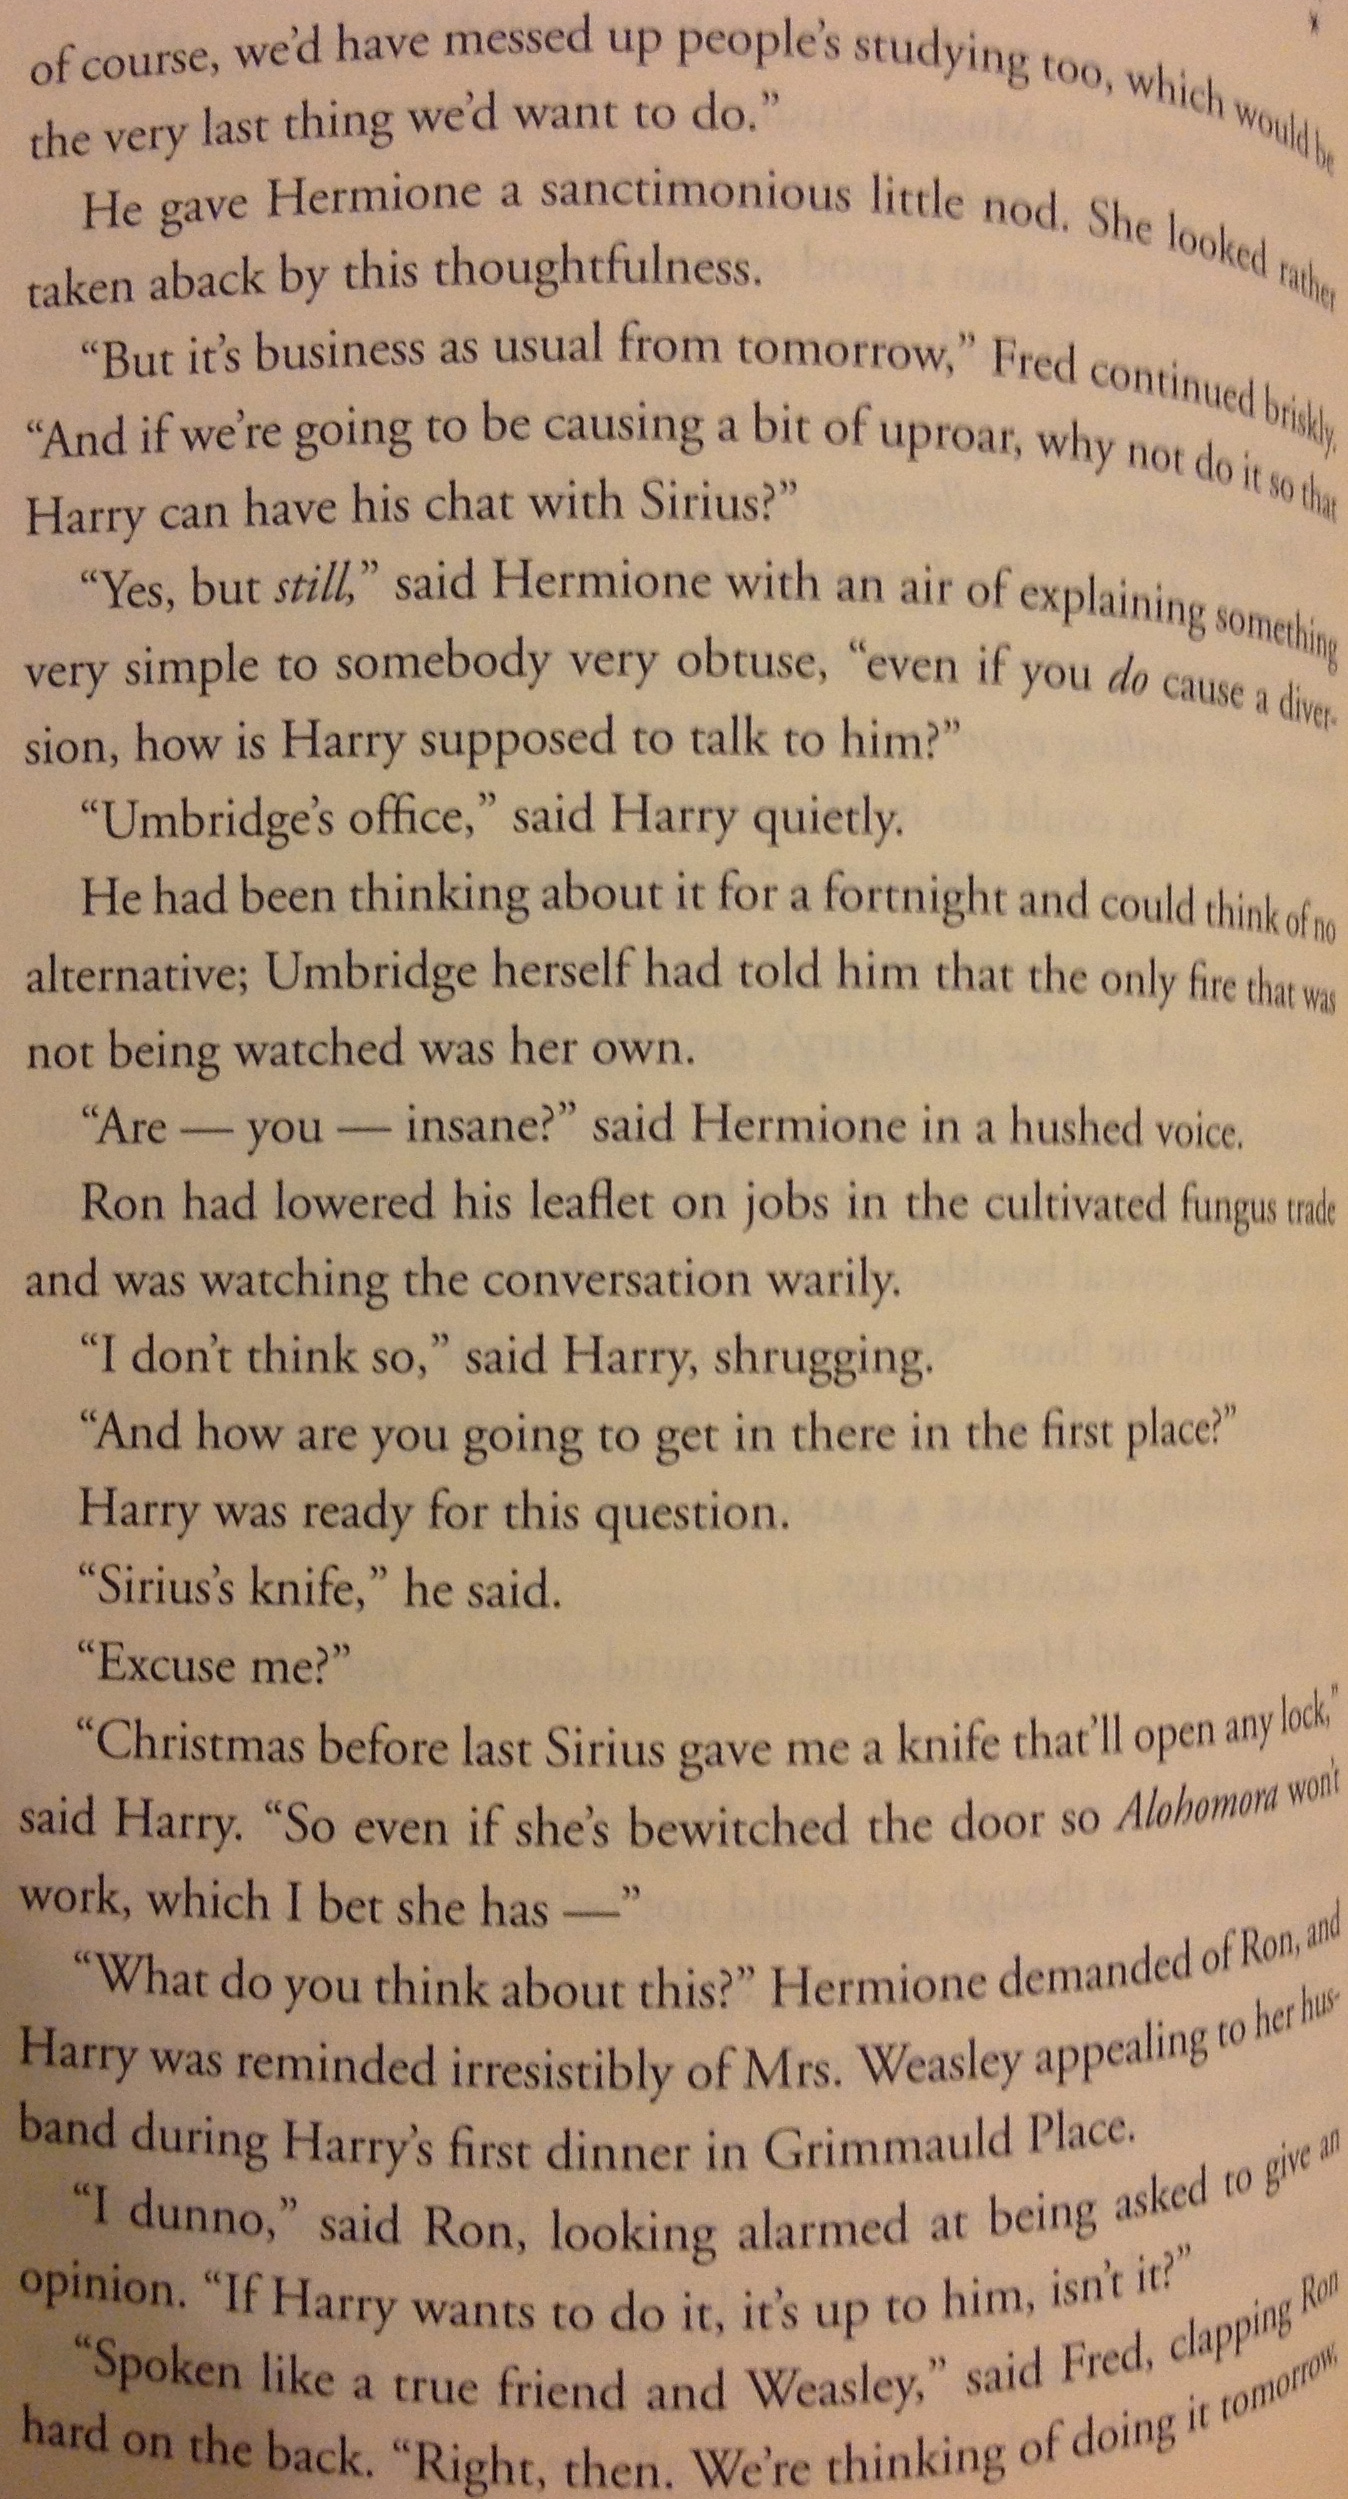 of course, we'd have messed up people's studying too, which would be
the very last thing we'd want to do."
He gave Hermione a sanctimonious little nod. She looked rather
taken aback by this thoughtfulness.
"But it's business as usual from tomorrow," Fred continued briskly.
"And if we're going to be causing a bit of uproar, why not do it so that
Harry can have his chat with Sirius?"
"Yes, but still," said Hermione with an air of explaining something
very simple to somebody very obtuse, "even if you do cause a diver-
sion, how is Harry supposed to talk to him?"
"Umbridge's office," said Harry quietly.
He had been thinking about it for a fortnight and could think of no
alternative; Umbridge herself had told him that the only fire that was
not being watched was her own.
"Are — you — insane?" said Hermione in a hushed voice.
Ron had lowered his leaflet on jobs in the cultivated fungus trade
and was watching the conversation warily.
"I don't think so," said Harry, shrugging.
"And how are you going to get in there in the first place?"
Harry was ready for this question.
"Sirius's knife," he said.
"Excuse me?"
"Christmas before last Sirius gave me a knife that'll open any lock,"
said Harry. "So even if she's bewitched the door so Alohomora won't
work, which I bet she has —"
"What do you think about this?" Hermione demanded of Ron, and
Harry was reminded irresistibly of Mrs. Weasley appealing to her hus-
band during Harry's first dinner in Grimmauld Place.
"I dunno," said Ron, looking alarmed at being asked to give an
opinion. "If Harry wants to do it, it's up to him, isn't it?"
"Spoken like a true friend and Weasley," said Fred, clapping Ron
hard on the back. "Right, then. We're thinking of doing it tomorrow,